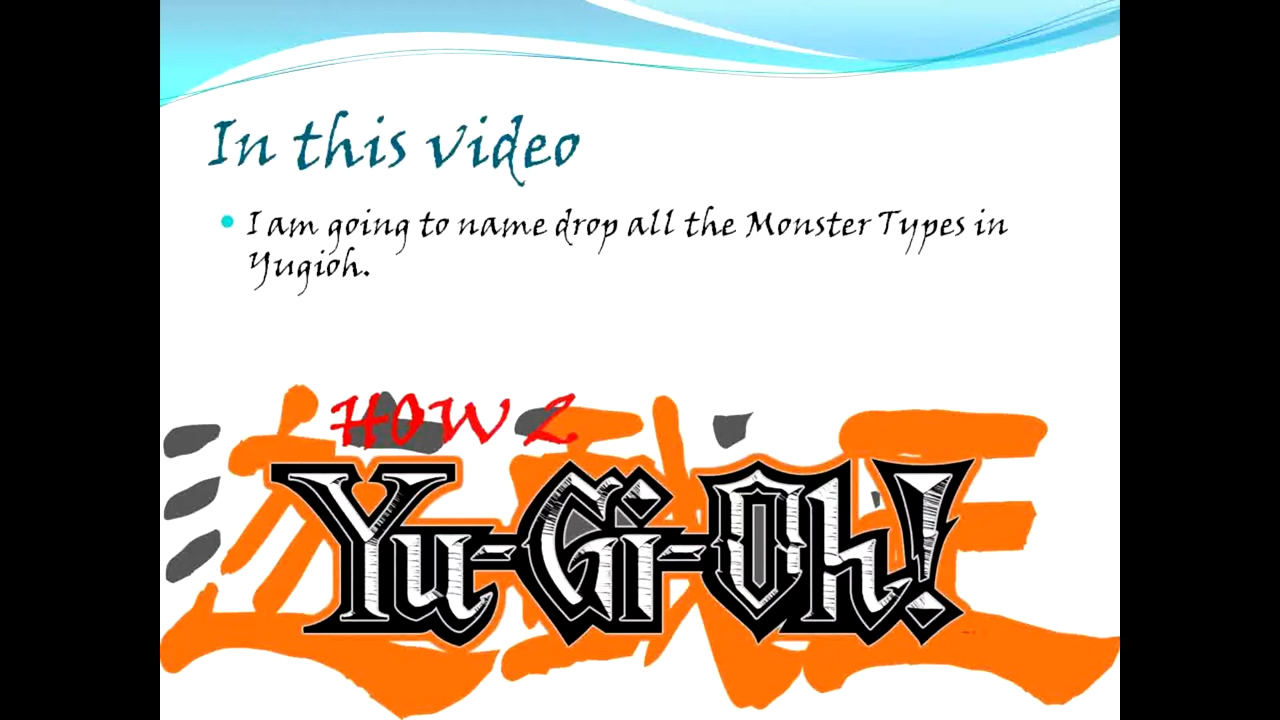 In this video
I am going to name drop all the Monster Types in
Yugioh.
HOW 2
Yu-Gi-Oh!